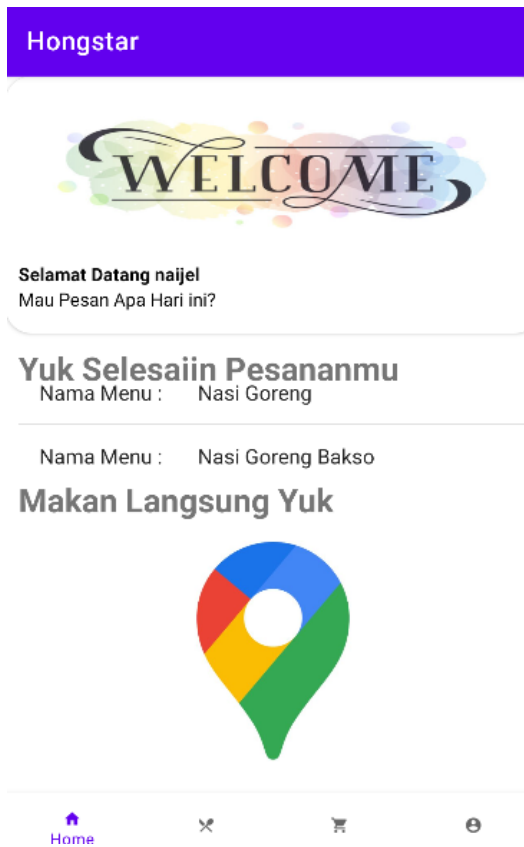 Hongstar
WELCOME
Selamat Datang naijel
Mau Pesan Apa Hari ini?
Yuk Selesaiin Pesananmu
Nama Menu : Nasi Goreng
Nama Menu : Nasi Goreng Bakso
Makan Langsung Yuk
Home